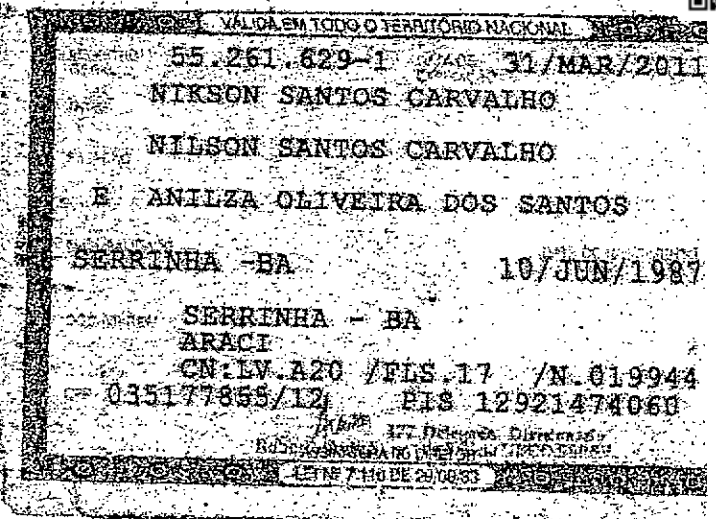 VÁLIDA EM TODO O TERRITÓRIO NACIONAL
55.261.629-1 31/MAR/2011
NIKSON SANTOS CARVALHO
NILSON SANTOS CARVALHO
E ANILZA OLIVEIRA DOS SANTOS
SERRINHA -BA 10/JUN/1987
SERRINHA - BA
ARACI
CN:LV.A20 /FLS.17 /N.019944
035177855/12 PIS 12921474060
LEI Nº 7.116 DE 29/08/83